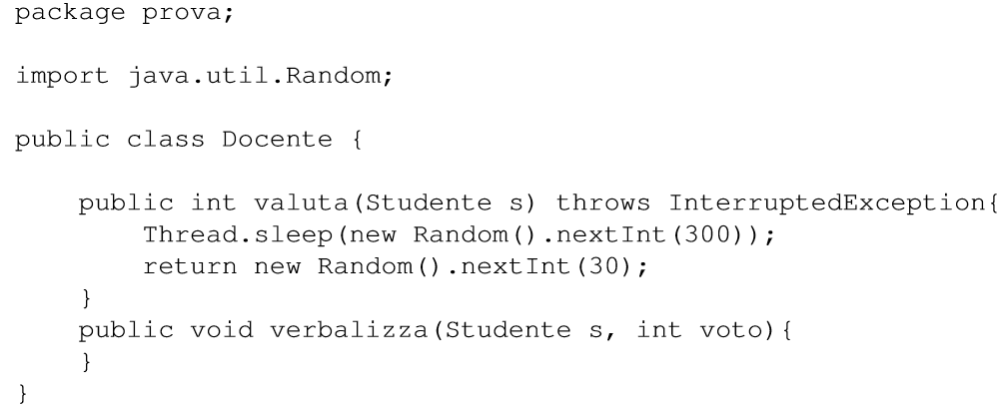 package prova;
import java.util.Random;
public class Docente {
public int valuta(Studente s) throws InterruptedException{
Thread.sleep(new Random().nextInt(300));
return new Random().nextInt(30);
}
public void verbalizza(Studente s, int voto){
}
}